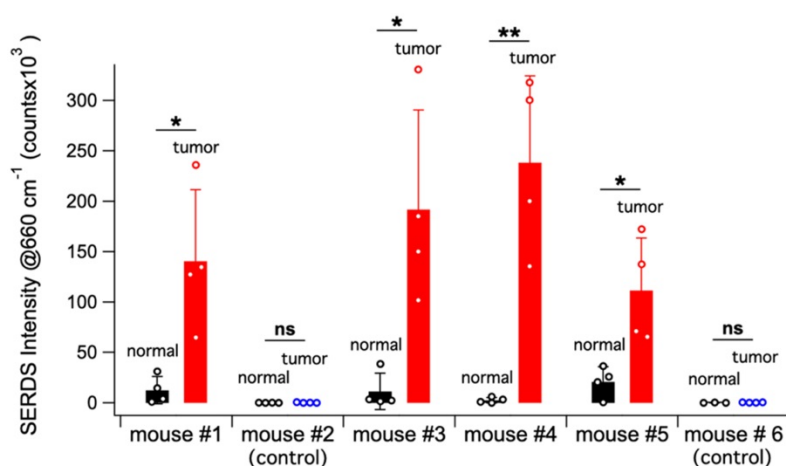 SERDS Intensity @660 cm⁻¹ (countsx10³)
300
250
200
150
100
50
0
*
tumor
normal
ns
tumor
normal
*
tumor
normal
**
tumor
normal
*
tumor
normal
ns
tumor
normal
mouse #1
mouse #2
(control)
mouse #3
mouse #4
mouse #5
mouse # 6
(control)